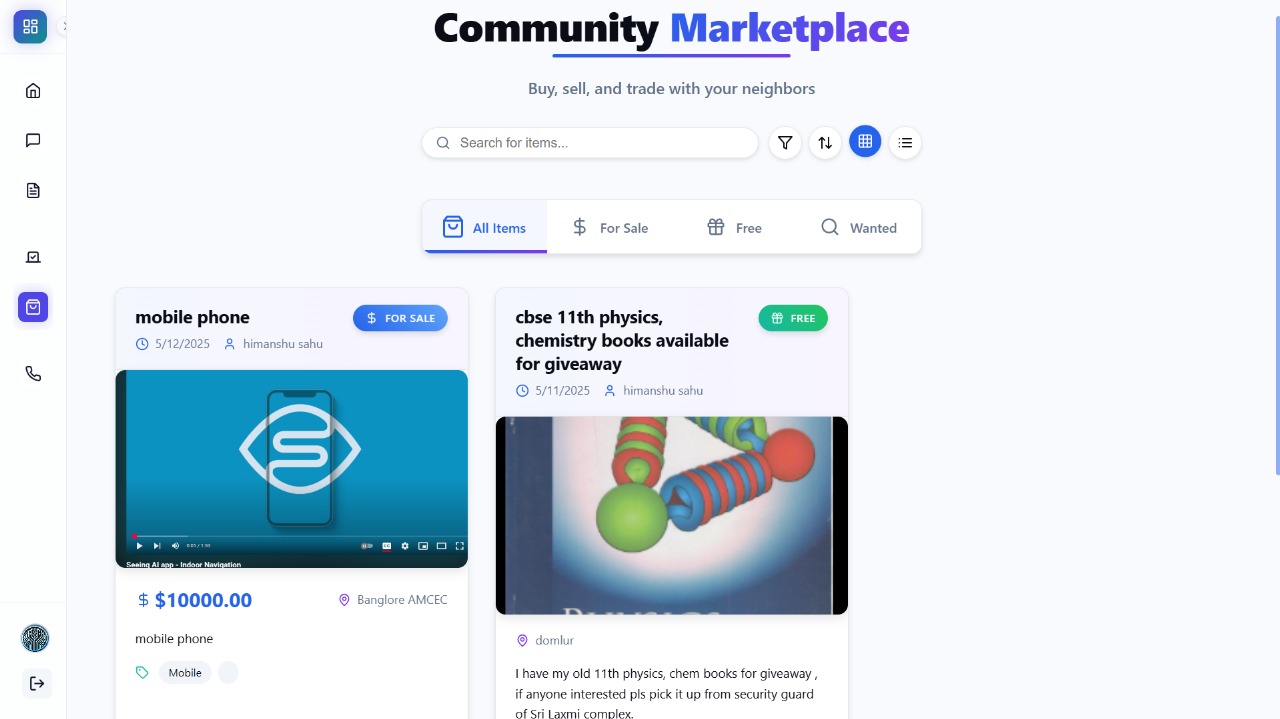 Community Marketplace
Buy, sell, and trade with your neighbors
Search for items...
All Items
For Sale
Free
Wanted
mobile phone
FOR SALE
5/12/2025
himanshu sahu
Seeing AI app - Indoor Navigation
$10000.00
Banglore AMCEC
mobile phone
Mobile
cbse 11th physics,
chemistry books available
for giveaway
FREE
5/11/2025
himanshu sahu
PHYSICS
domlur
I have my old 11th physics, chem books for giveaway ,
if anyone interested pls pick it up from security guard
of Sri Laxmi complex.